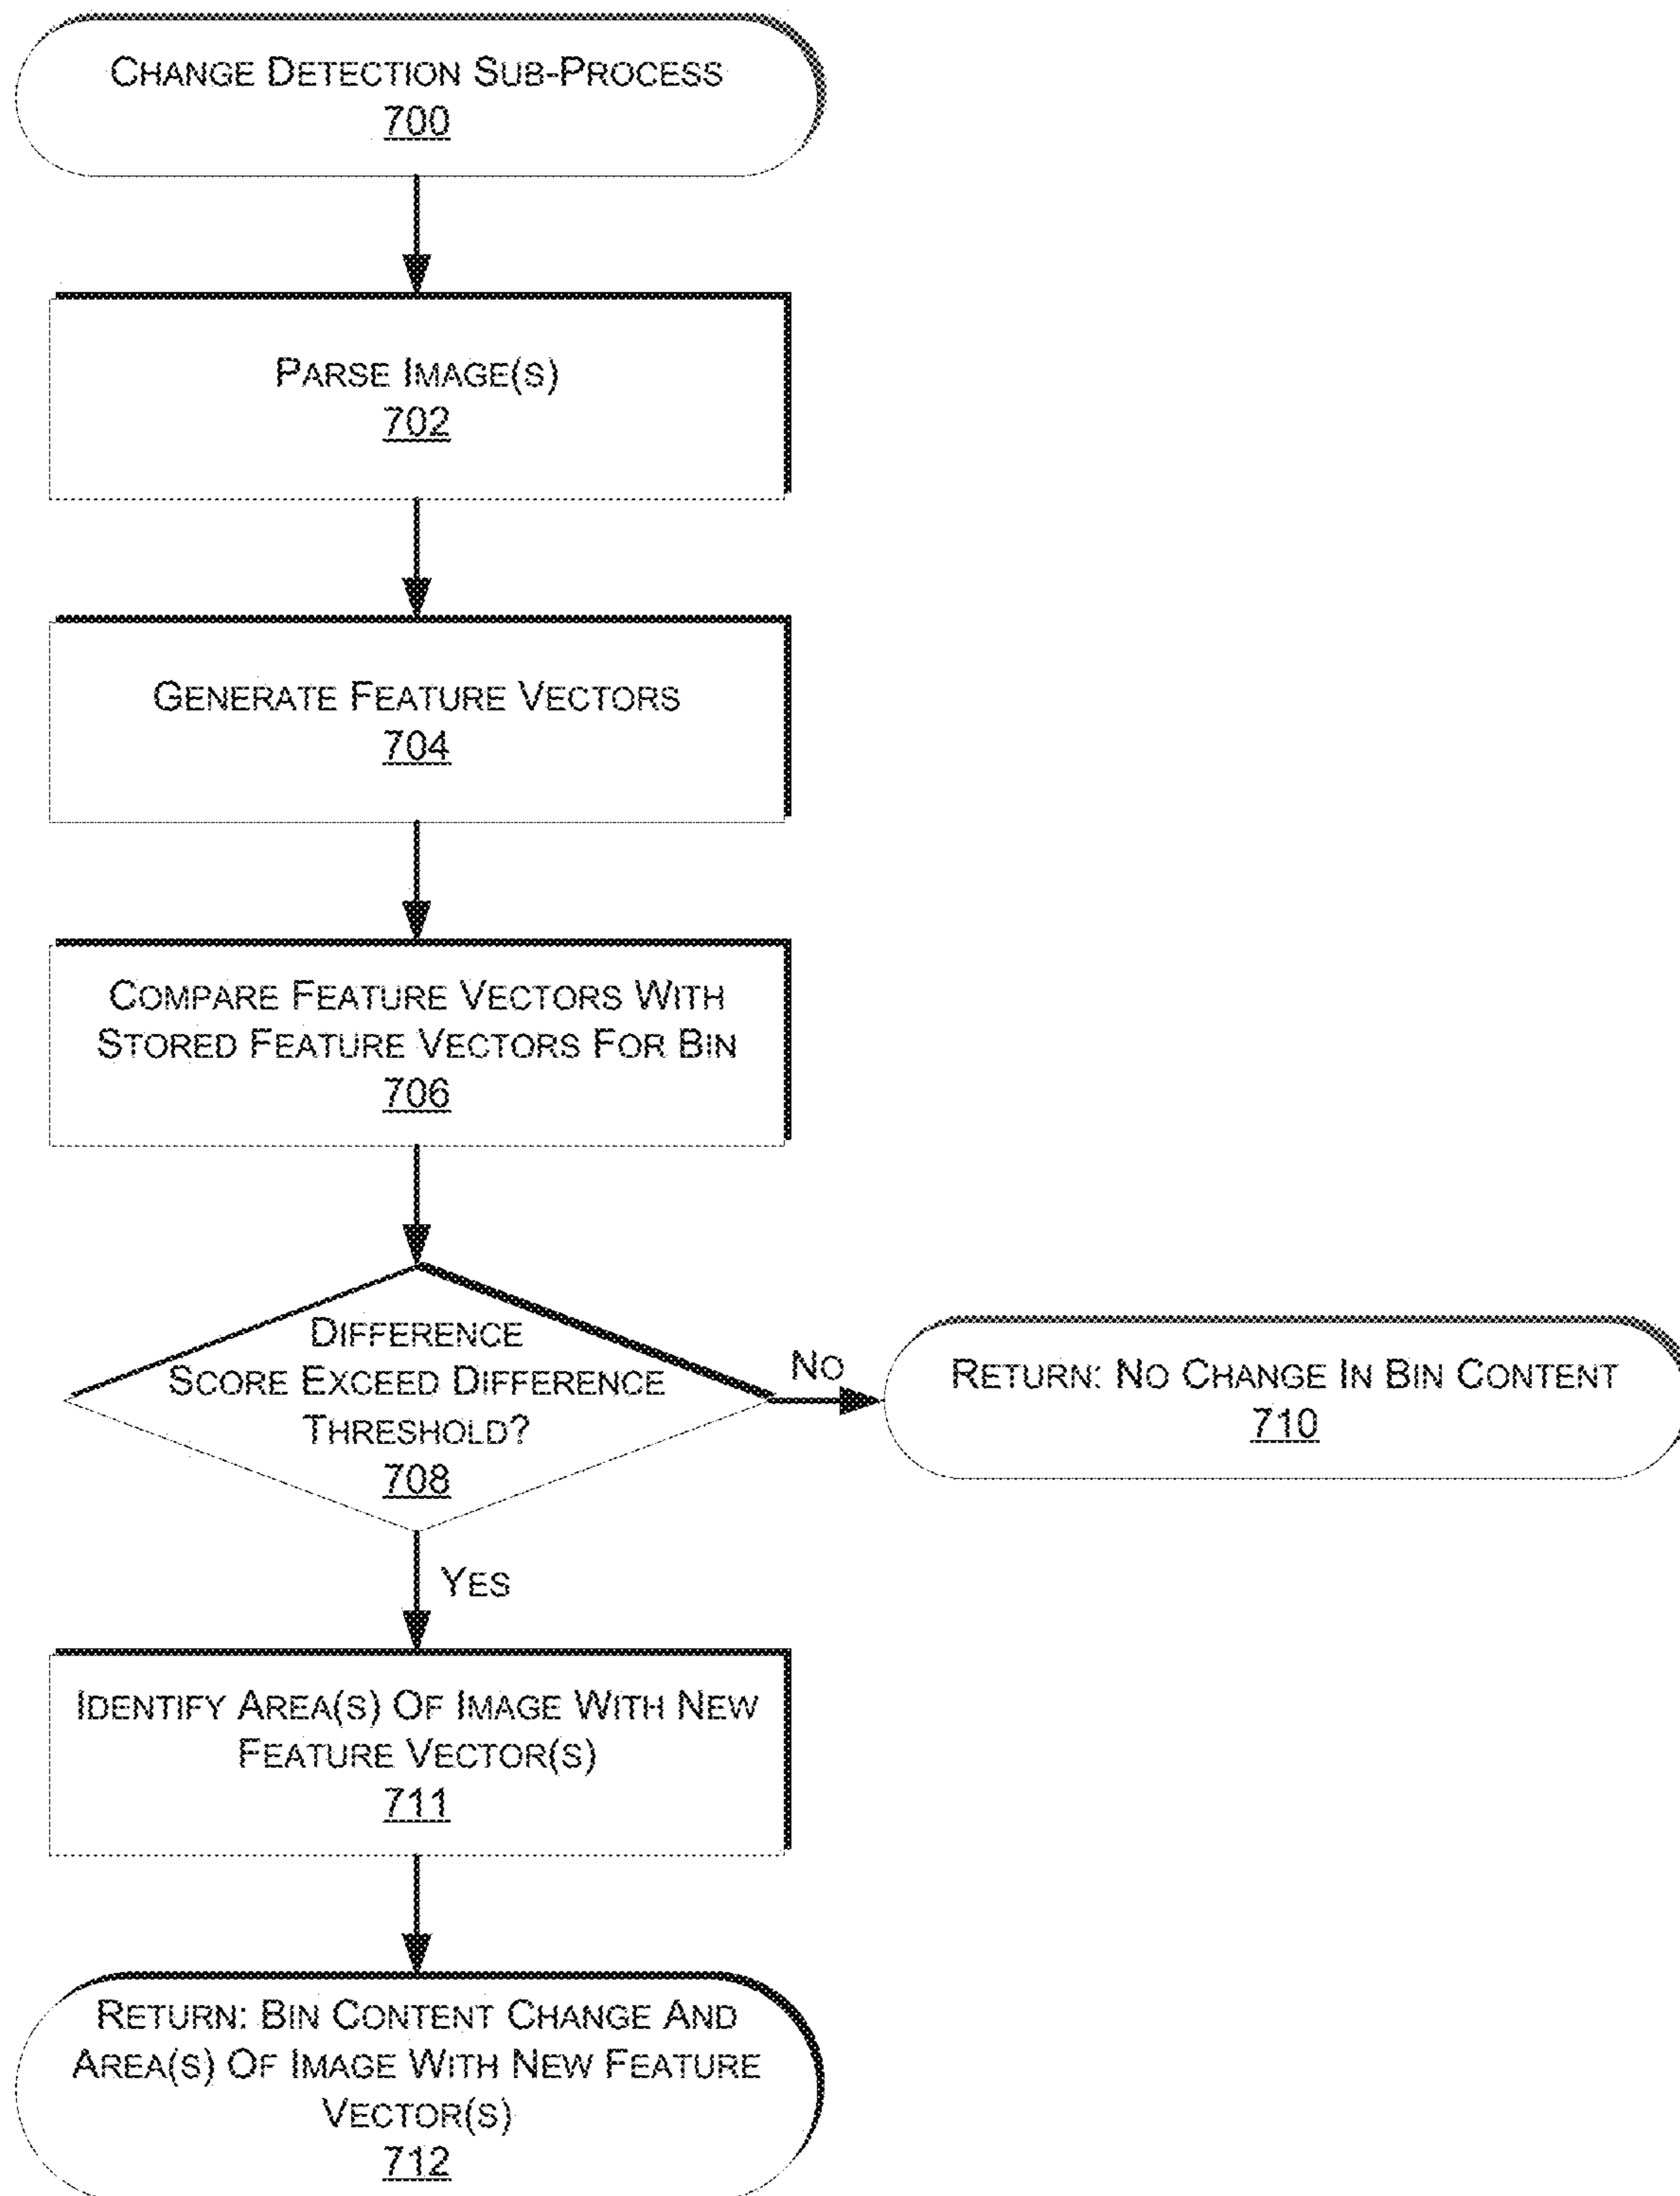 CHANGE DETECTION SUB-PROCESS
700
PARSE IMAGE(S)
702
GENERATE FEATURE VECTORS
704
COMPARE FEATURE VECTORS WITH
STORED FEATURE VECTORS FOR BIN
706
DIFFERENCE
SCORE EXCEED DIFFERENCE
THRESHOLD?
708
NO
RETURN: NO CHANGE IN BIN CONTENT
710
YES
IDENTIFY AREA(S) OF IMAGE WITH NEW
FEATURE VECTOR(S)
711
RETURN: BIN CONTENT CHANGE AND
AREA(S) OF IMAGE WITH NEW FEATURE
VECTOR(S)
712